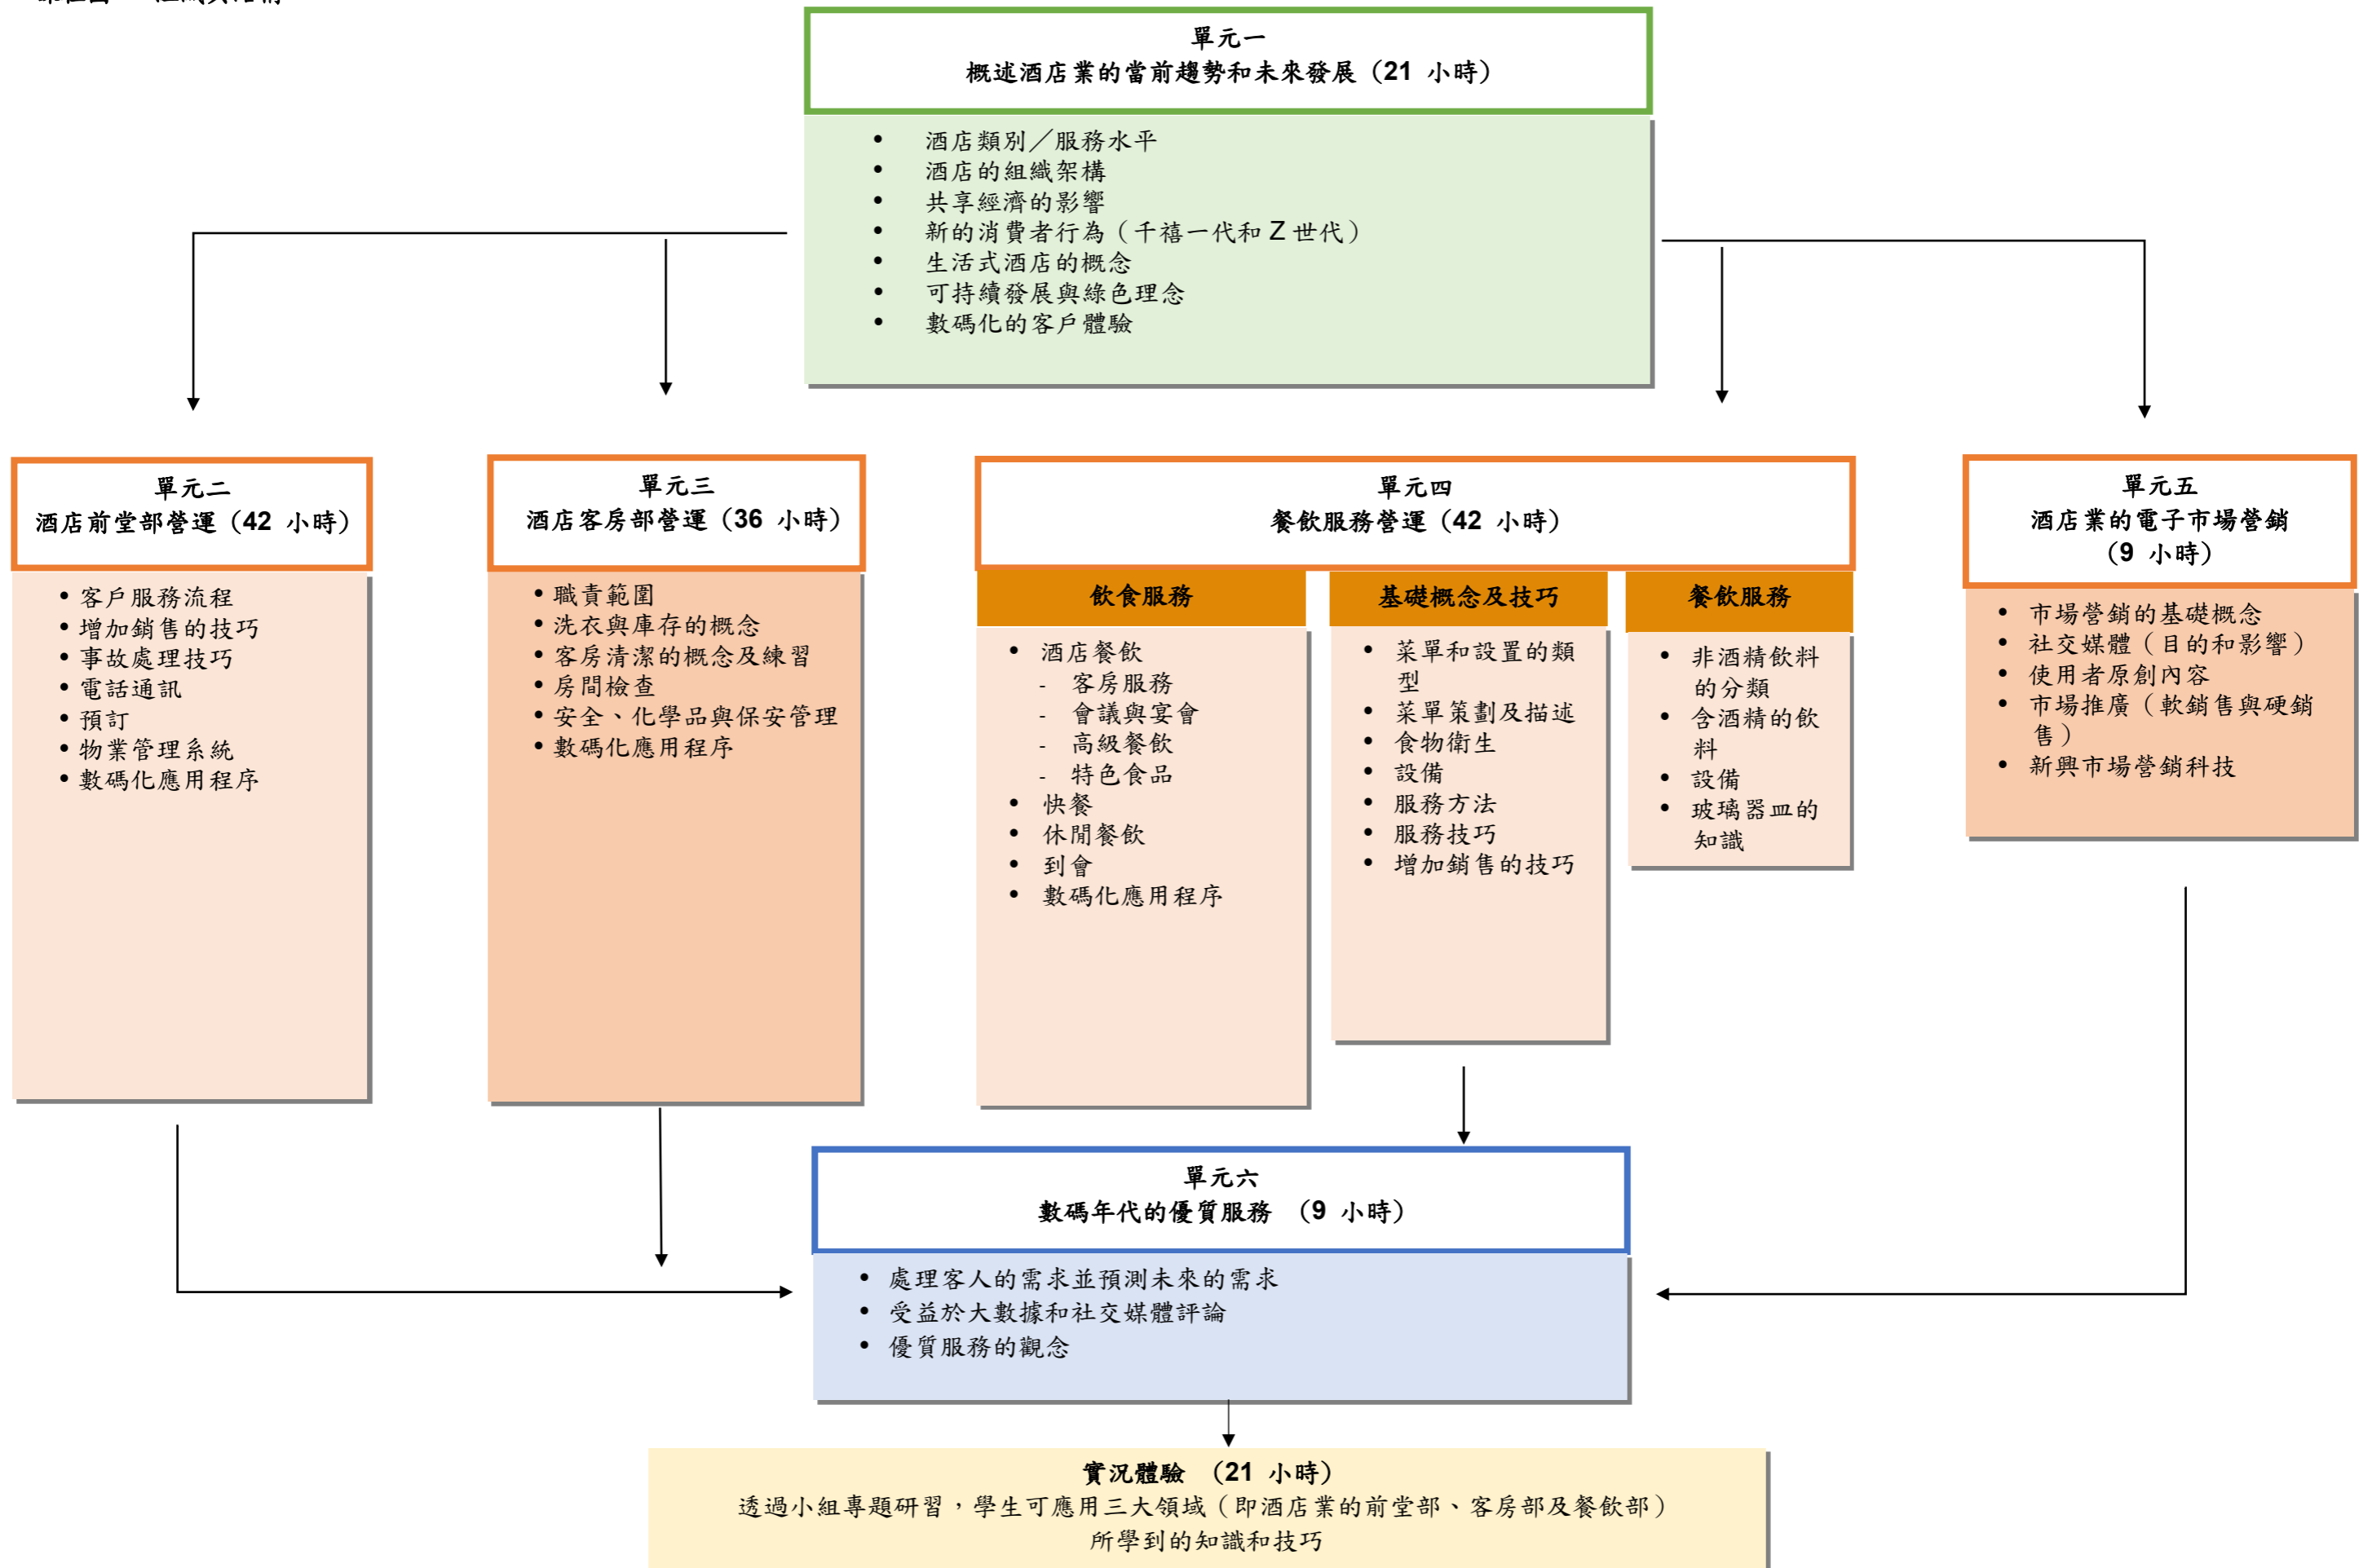 單元一
概述酒店業的當前趨勢和未來發展（21 小時）
• 酒店類別／服務水平
• 酒店的組織架構
• 共享經濟的影響
• 新的消費者行為（千禧一代和 Z 世代）
• 生活式酒店的概念
• 可持續發展與綠色理念
• 數碼化的客戶體驗
單元二
酒店前堂部營運（42 小時）
• 客戶服務流程
• 增加銷售的技巧
• 事故處理技巧
• 電話通訊
• 預訂
• 物業管理系統
• 數碼化應用程序
單元三
酒店客房部營運（36 小時）
• 職責範圍
• 洗衣與庫存的概念
• 客房清潔的概念及練習
• 房間檢查
• 安全、化學品與保安管理
• 數碼化應用程序
單元四
餐飲服務營運（42 小時）
飲食服務
• 酒店餐飲
- 客房服務
- 會議與宴會
- 高級餐飲
- 特色食品
• 快餐
• 休閒餐飲
• 到會
• 數碼化應用程序
基礎概念及技巧
• 菜單和設置的類
型
• 菜單策劃及描述
• 食物衛生
• 設備
• 服務方法
• 服務技巧
• 增加銷售的技巧
餐飲服務
• 非酒精飲料
的分類
• 含酒精的飲
料
• 設備
• 玻璃器皿的
知識
單元五
酒店業的電子市場營銷
（9 小時）
• 市場營銷的基礎概念
• 社交媒體（目的和影響）
• 使用者原創內容
• 市場推廣（軟銷售與硬銷
售）
• 新興市場營銷科技
單元六
數碼年代的優質服務 （9 小時）
• 處理客人的需求並預測未來的需求
• 受益於大數據和社交媒體評論
• 優質服務的觀念
實況體驗 （21 小時）
透過小組專題研習，學生可應用三大領域（即酒店業的前堂部、客房部及餐飲部）
所學到的知識和技巧